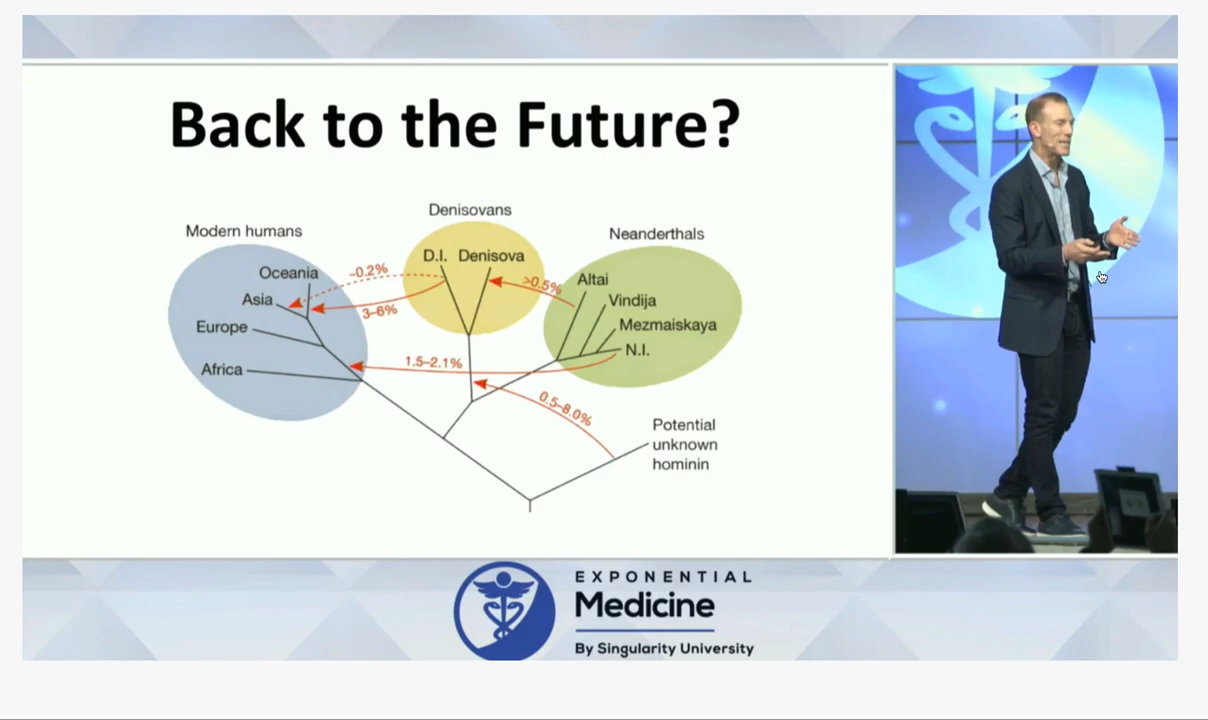 Back to the Future?
Denisovans
Modern humans
Neanderthals
D.I. Denisova
Oceania
~0.2%
>0.5%
Altai
Asia
3–6%
Vindija
Europe
Mezmaiskaya
N.I.
1.5–2.1%
Africa
0.5–8.0%
Potential
unknown
hominin
EXPONENTIAL
Medicine
By Singularity University